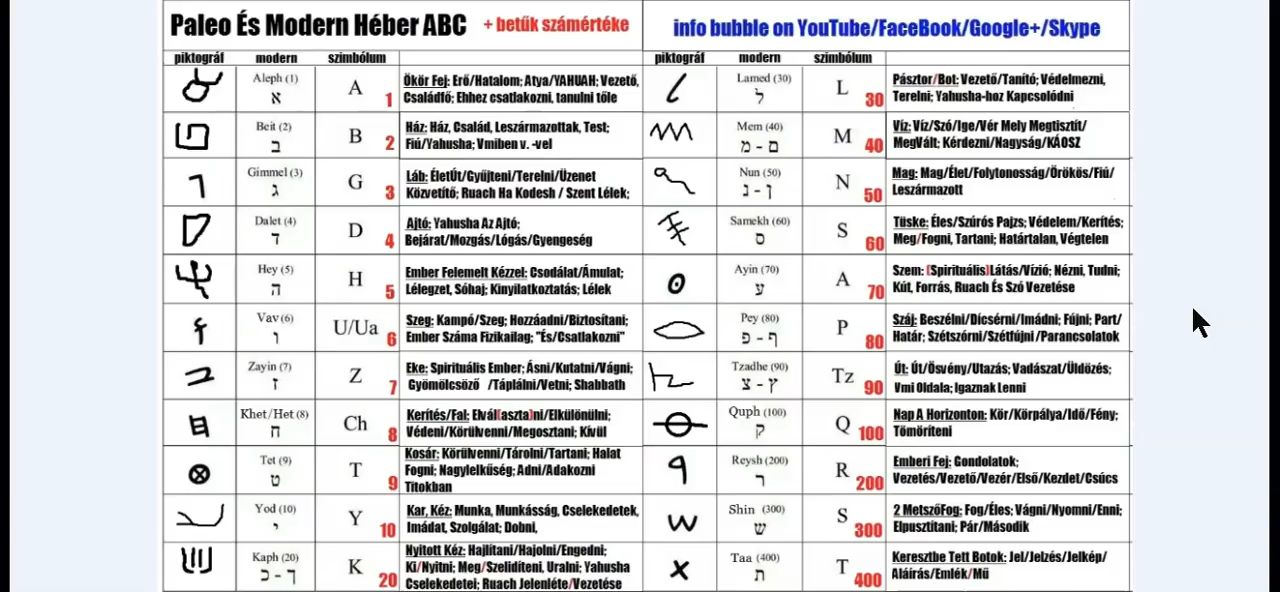 Paleo És Modern Héber ABC + betűk számértéke
info bubble on YouTube/FaceBook/Google+/Skype
piktográf modern szimbólum piktográf modern szimbólum
Aleph (1) א A 1 Ökör Fej: Erő/Hatalom; Atya/YAHUAH; Vezető,
Családfő; Ehhez csatlakozni, tanulni tőle
Beit (2) ב B 2 Ház: Ház, Család, Leszármazottak, Test;
Fiú/Yahusha; Vmiben v. -vel
Gimmel (3) ג G 3 Láb: ÉletÚt/Gyűjteni/Terelni/Üzenet
Közvetítő; Ruach Ha Kodesh / Szent Lélek;
Dalet (4) ד D 4 Ajtó: Yahusha Az Ajtó;
Bejárat/Mozgás/Lógás/Gyengeség
Hey (5) ה H 5 Ember Felemelt Kézzel: Csodálat/Ámulat;
Lélegzet, Sóhaj; Kinyilatkoztatás; Lélek
Vav (6) ו U/Ua 6 Szeg: Kampó/Szeg; Hozzáadni/Biztosítani;
Ember Száma Fizikailag; "És/Csatlakozni"
Zayin (7) ז Z 7 Eke: Spirituális Ember; Ásni/Kutatni/Vágni;
Gyömölcsöző /Táplálni/Vetni; Shabbath
Khet/Het (8) ח Ch 8 Kerítés/Fal: Elvál(aszta)ni/Elkülönülni;
Védeni/Körülvenni/Megosztani; Kívül
Tet (9) ט T 9 Kosár: Körülvenni/Tárolni/Tartani; Halat
Fogni; Nagylelkűség; Adni/Adakozni
Titokban
Yod (10) י Y 10 Kar, Kéz: Munka, Munkásság, Cselekedetek,
Imádat, Szolgálat; Dobni,
Kaph (20) ך - כ K 20 Nyitott Kéz: Hajlítani/Hajolni/Engedni;
Ki/Nyitni; Meg/Szelidíteni, Uralni; Yahusha
Cselekedetei; Ruach Jelenléte/Vezetése
Lamed (30) ל L 30 Pásztor/Bot: Vezető/Tanító; Védelmezni,
Terelni; Yahusha-hoz Kapcsolódni
Mem (40) ם - מ M 40 Víz: Víz/Szó/Ige/Vér Mely Megtisztít/
MegVált; Kérdezni/Nagyság/KÁOSZ
Nun (50) ן - נ N 50 Mag: Mag/Élet/Folytonosság/Örökös/Fiú/
Leszármazott
Samekh (60) ס S 60 Tüske: Éles/Szúrós Pajzs; Védelem/Kerítés;
Meg/Fogni, Tartani; Határtalan, Végtelen
Ayin (70) ע A 70 Szem: (Spirituális)Látás/Vízió; Nézni, Tudni;
Kút, Forrás, Ruach És Szó Vezetése
Pey (80) ף - פ P 80 Száj: Beszélni/Dícsérni/Imádni; Fújni; Part/
Határ; Szétszórni/Szétfújni/Parancsolatok
Tzadhe (90) ץ - צ Tz 90 Út: Út/Ösvény/Utazás; Vadászat/Üldözés;
Vmi Oldala; Igaznak Lenni
Quph (100) ק Q 100 Nap A Horizonton: Kör/Körpálya/Idő/Fény;
Tömöríteni
Reysh (200) ר R 200 Emberi Fej: Gondolatok;
Vezetés/Vezető/Vezér/Első/Kezdet/Csúcs
Shin (300) ש S 300 2 MetszőFog: Fog/Éles; Vágni/Nyomni/Enni;
Elpusztítani; Pár/Második
Taa (400) ת T 400 Keresztbe Tett Botok: Jel/Jelzés/Jelkép/
Aláírás/Emlék/Mű